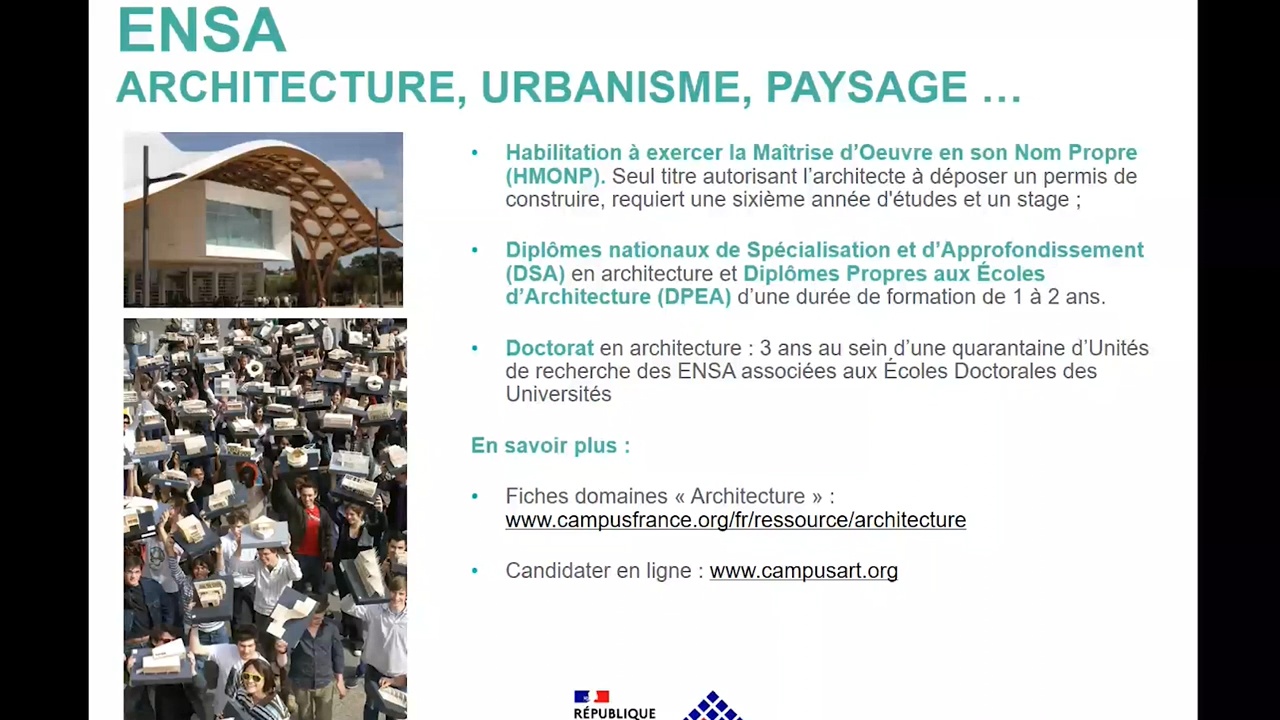 ENSA
ARCHITECTURE, URBANISME, PAYSAGE …
• Habilitation à exercer la Maîtrise d’Oeuvre en son Nom Propre
(HMONP). Seul titre autorisant l’architecte à déposer un permis de
construire, requiert une sixième année d'études et un stage ;
• Diplômes nationaux de Spécialisation et d’Approfondissement
(DSA) en architecture et Diplômes Propres aux Écoles
d’Architecture (DPEA) d’une durée de formation de 1 à 2 ans.
• Doctorat en architecture : 3 ans au sein d’une quarantaine d’Unités
de recherche des ENSA associées aux Écoles Doctorales des
Universités
En savoir plus :
• Fiches domaines « Architecture » :
www.campusfrance.org/fr/ressource/architecture
• Candidater en ligne : www.campusart.org
RÉPUBLIQUE